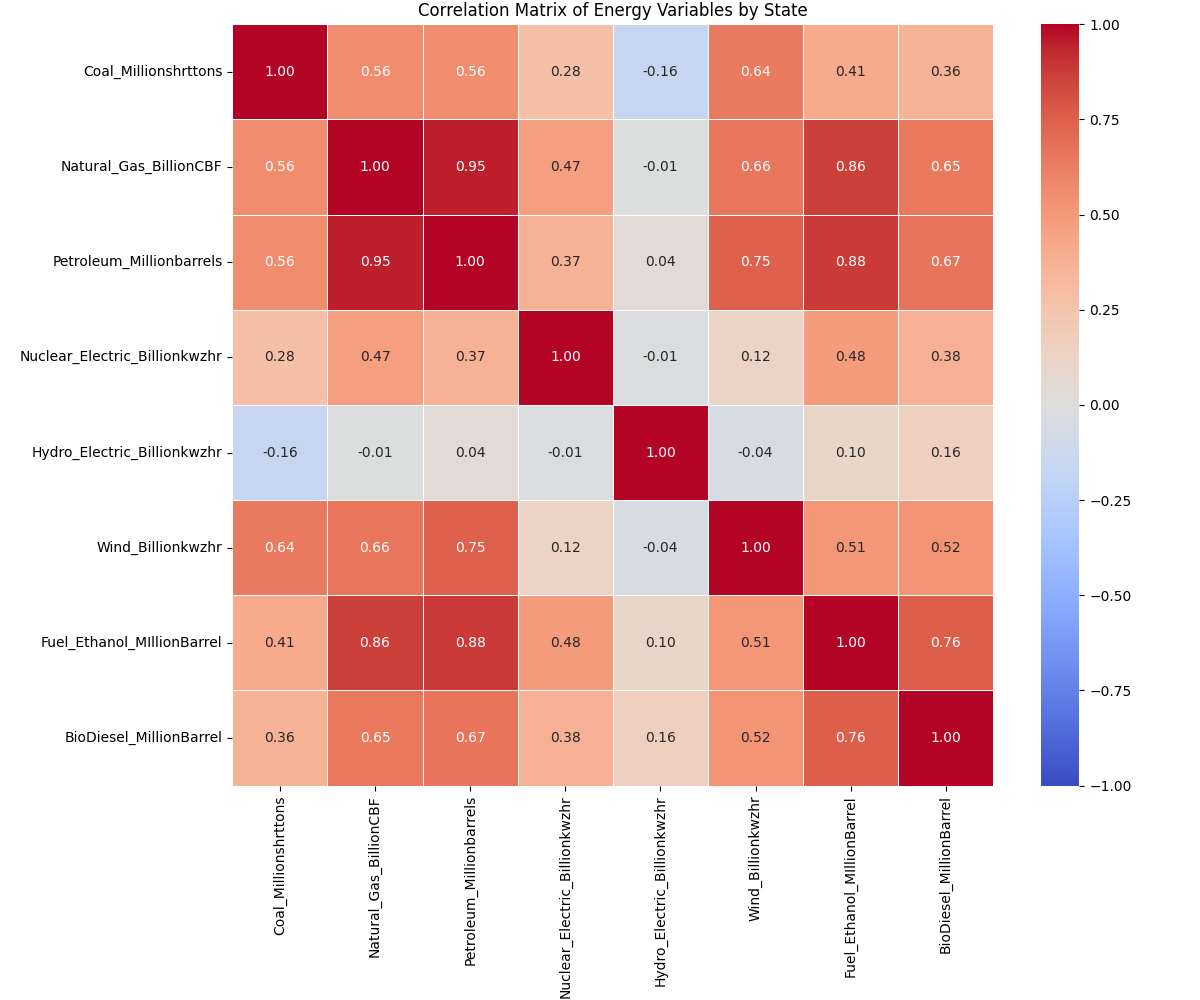 Correlation Matrix of Energy Variables by State
Coal_Millionshrttons 1.00 0.56 0.56 0.28 -0.16 0.64 0.41 0.36
Natural_Gas_BillionCBF 0.56 1.00 0.95 0.47 -0.01 0.66 0.86 0.65
Petroleum_Millionbarrels 0.56 0.95 1.00 0.37 0.04 0.75 0.88 0.67
Nuclear_Electric_Billionkwzhr 0.28 0.47 0.37 1.00 -0.01 0.12 0.48 0.38
Hydro_Electric_Billionkwzhr -0.16 -0.01 0.04 -0.01 1.00 -0.04 0.10 0.16
Wind_Billionkwzhr 0.64 0.66 0.75 0.12 -0.04 1.00 0.51 0.52
Fuel_Ethanol_MIllionBarrel 0.41 0.86 0.88 0.48 0.10 0.51 1.00 0.76
BioDiesel_MillionBarrel 0.36 0.65 0.67 0.38 0.16 0.52 0.76 1.00
Coal_Millionshrttons
Natural_Gas_BillionCBF
Petroleum_Millionbarrels
Nuclear_Electric_Billionkwzhr
Hydro_Electric_Billionkwzhr
Wind_Billionkwzhr
Fuel_Ethanol_MIllionBarrel
BioDiesel_MillionBarrel
1.00
0.75
0.50
0.25
0.00
−0.25
−0.50
−0.75
−1.00